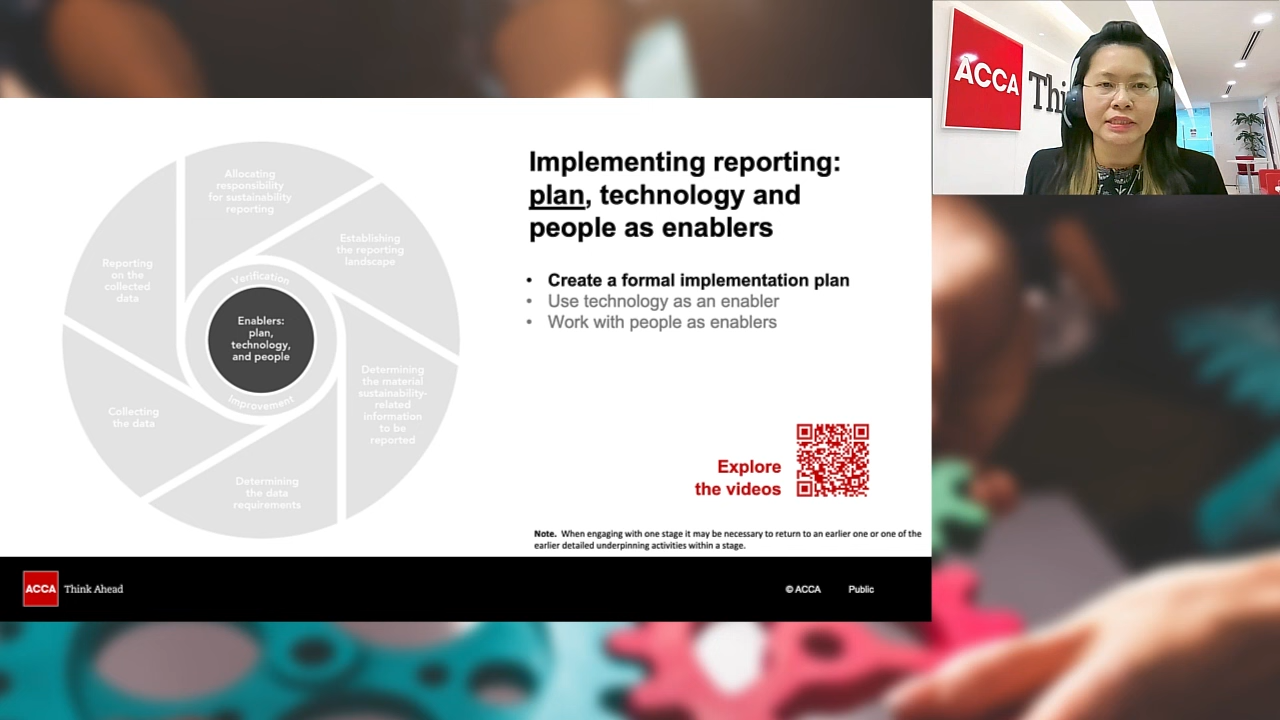 Allocating
responsibility
for sustainability
reporting
Establishing
the reporting
landscape
Reporting
on the
collected
data
Verification
Enablers:
plan,
technology,
and people
Improvement
Determining
the material
sustainability-
related
information
to be
reported
Collecting
the data
Determining
the data
requirements
Implementing reporting:
plan, technology and
people as enablers
• Create a formal implementation plan
• Use technology as an enabler
• Work with people as enablers
Explore
the videos
Note. When engaging with one stage it may be necessary to return to an earlier one or one of the
earlier detailed underpinning activities within a stage.
ACCA Think Ahead
© ACCA Public
ACCA Thi